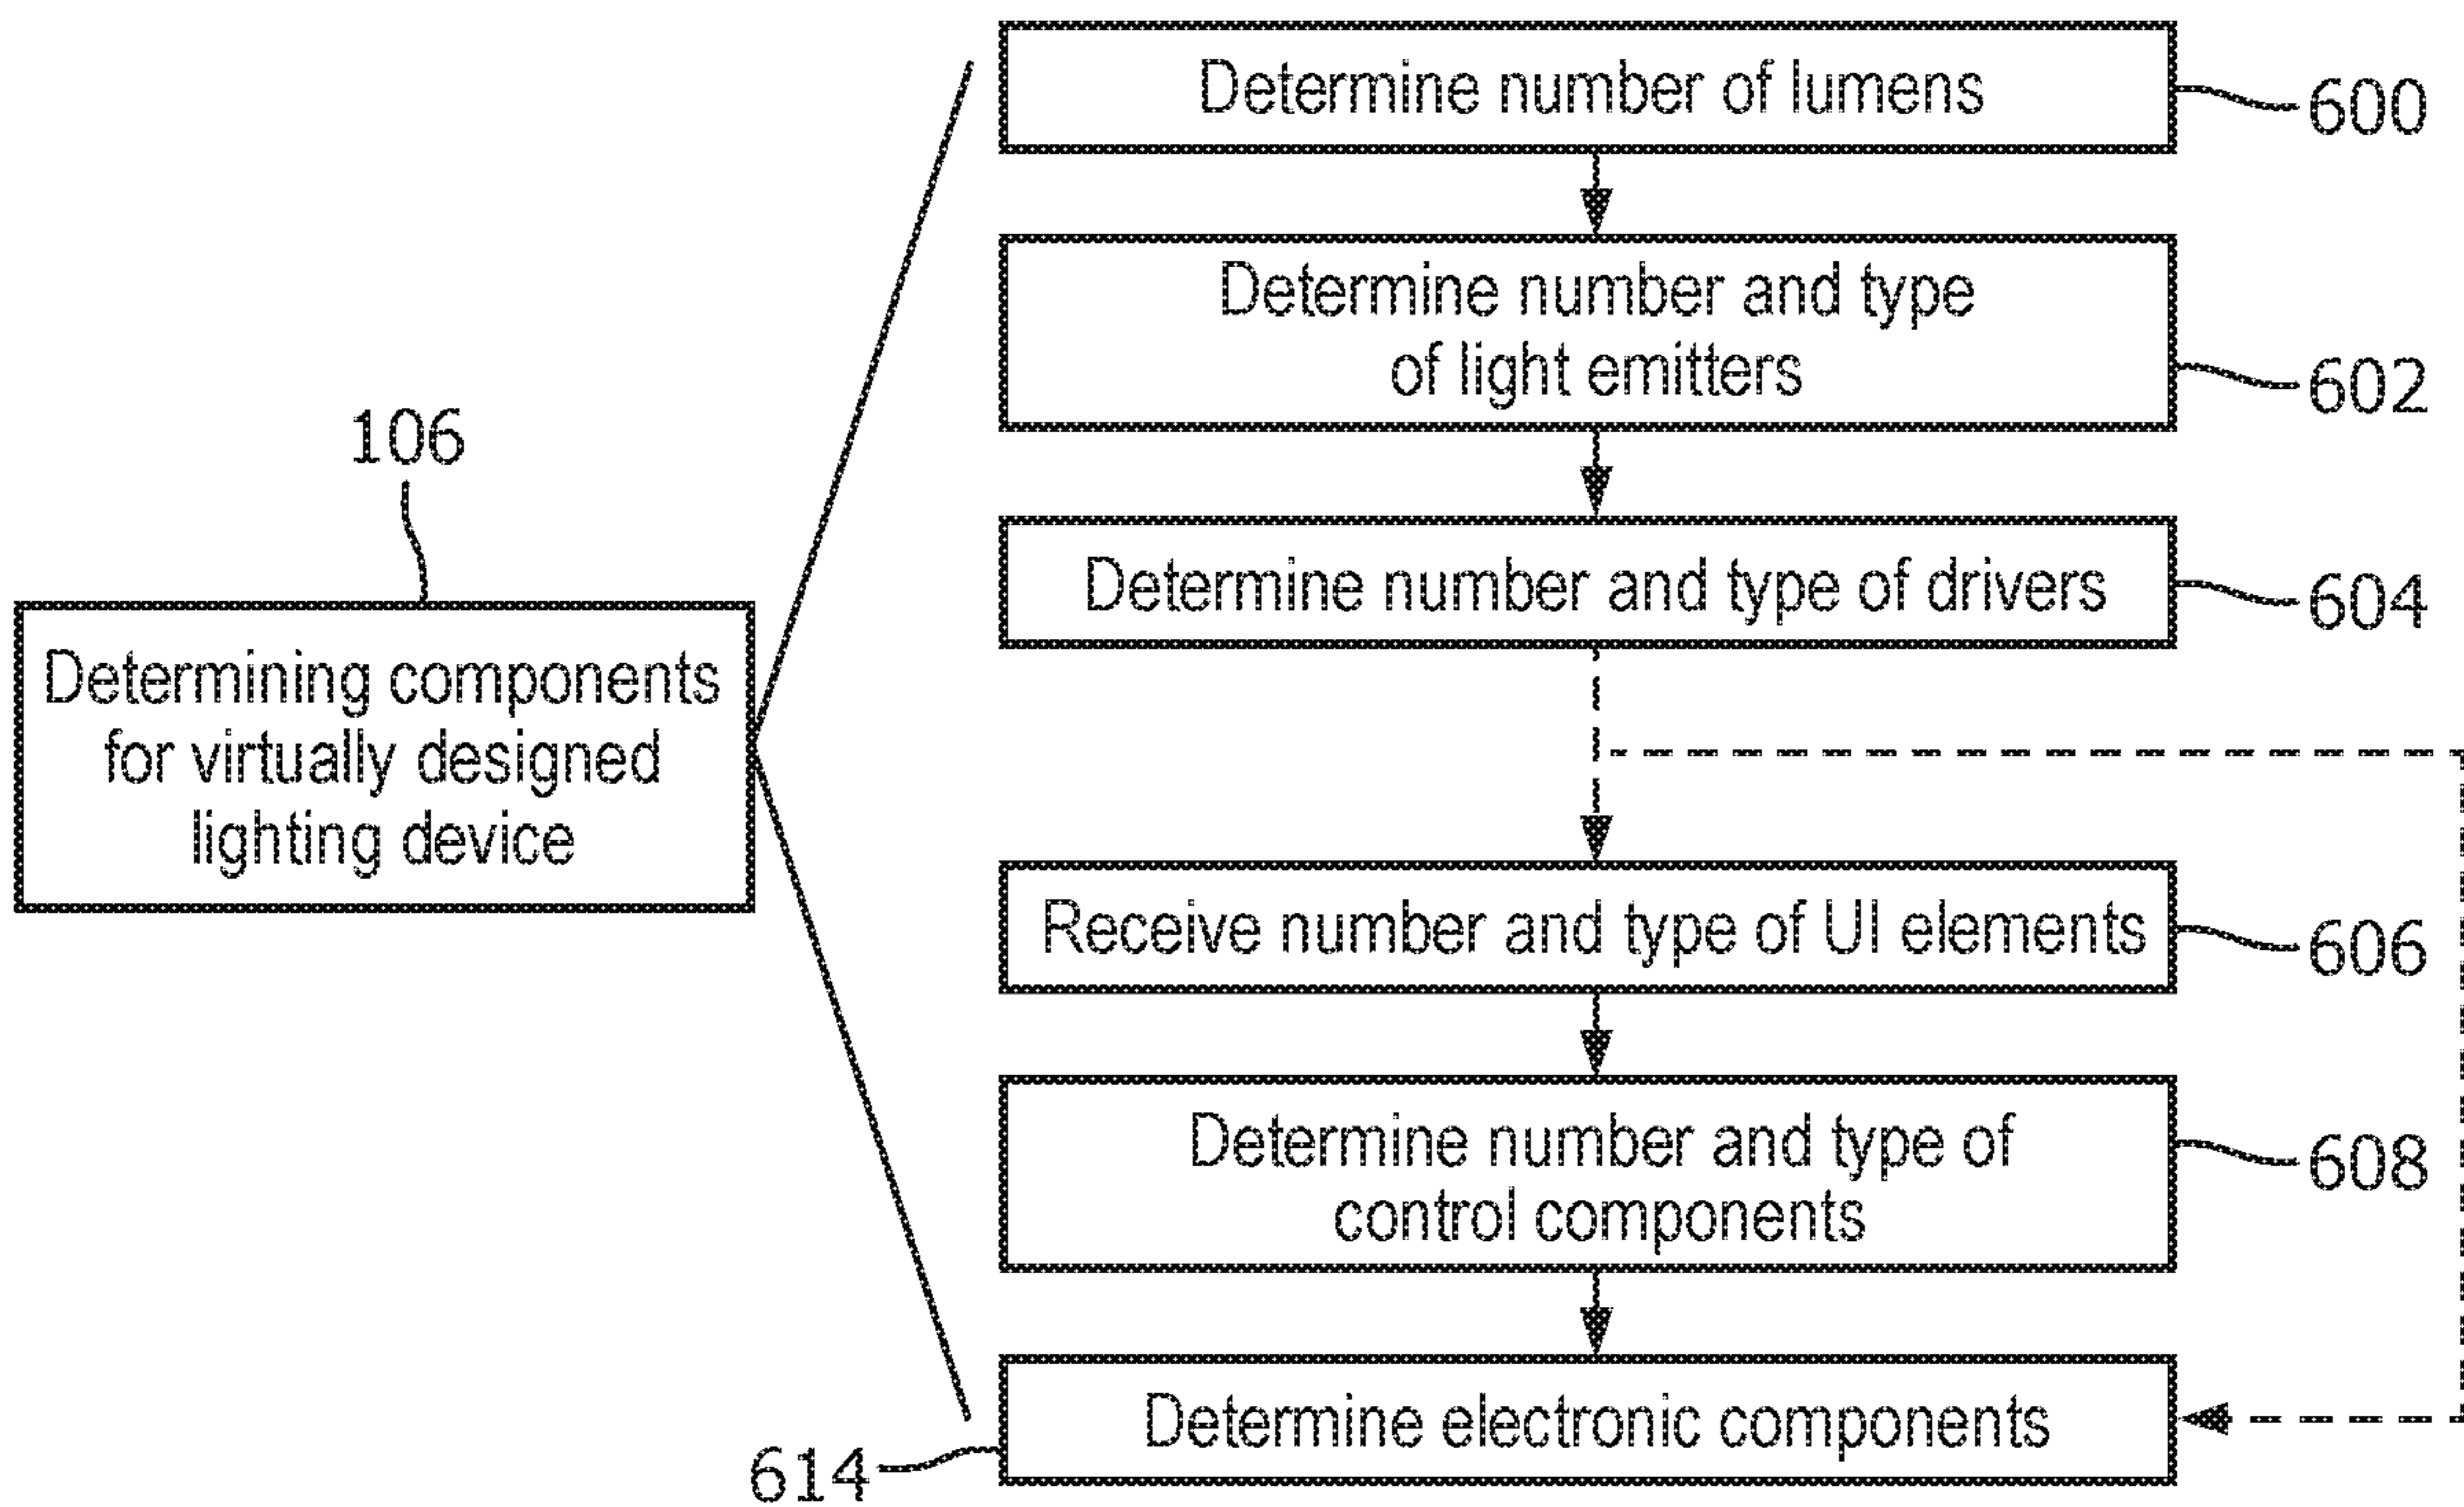 106
Determining components
for virtually designed
lighting device
Determine number of lumens
600
Determine number and type
of light emitters
602
Determine number and type of drivers
604
Receive number and type of UI elements
606
Determine number and type of
control components
608
Determine electronic components
614